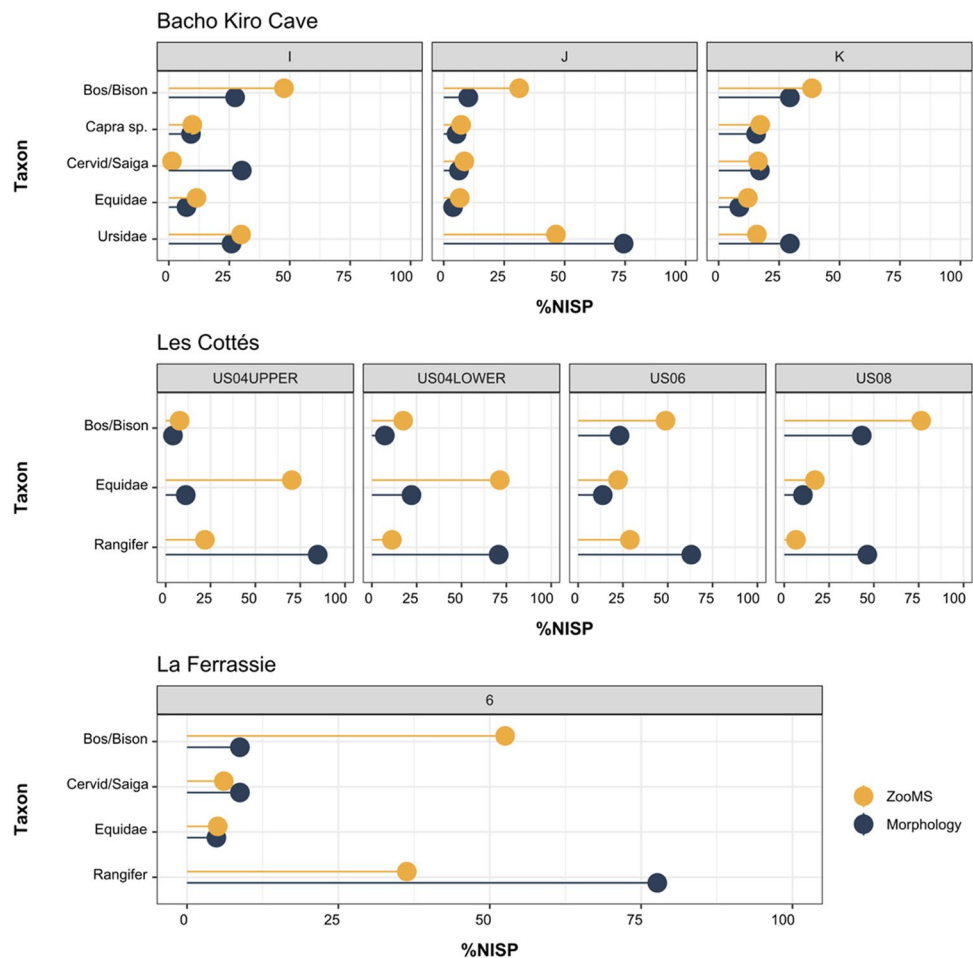 Bacho Kiro Cave
I J K
Taxon
Bos/Bison
Capra sp.
Cervid/Saiga
Equidae
Ursidae
0 25 50 75 100 0 25 50 75 100 0 25 50 75 100
%NISP
Les Cottés
US04UPPER US04LOWER US06 US08
Taxon
Bos/Bison
Equidae
Rangifer
0 25 50 75 100 0 25 50 75 100 0 25 50 75 100 0 25 50 75 100
%NISP
La Ferrassie
6
Taxon
Bos/Bison
Cervid/Saiga
Equidae
Rangifer
0 25 50 75 100
%NISP
ZooMS
Morphology